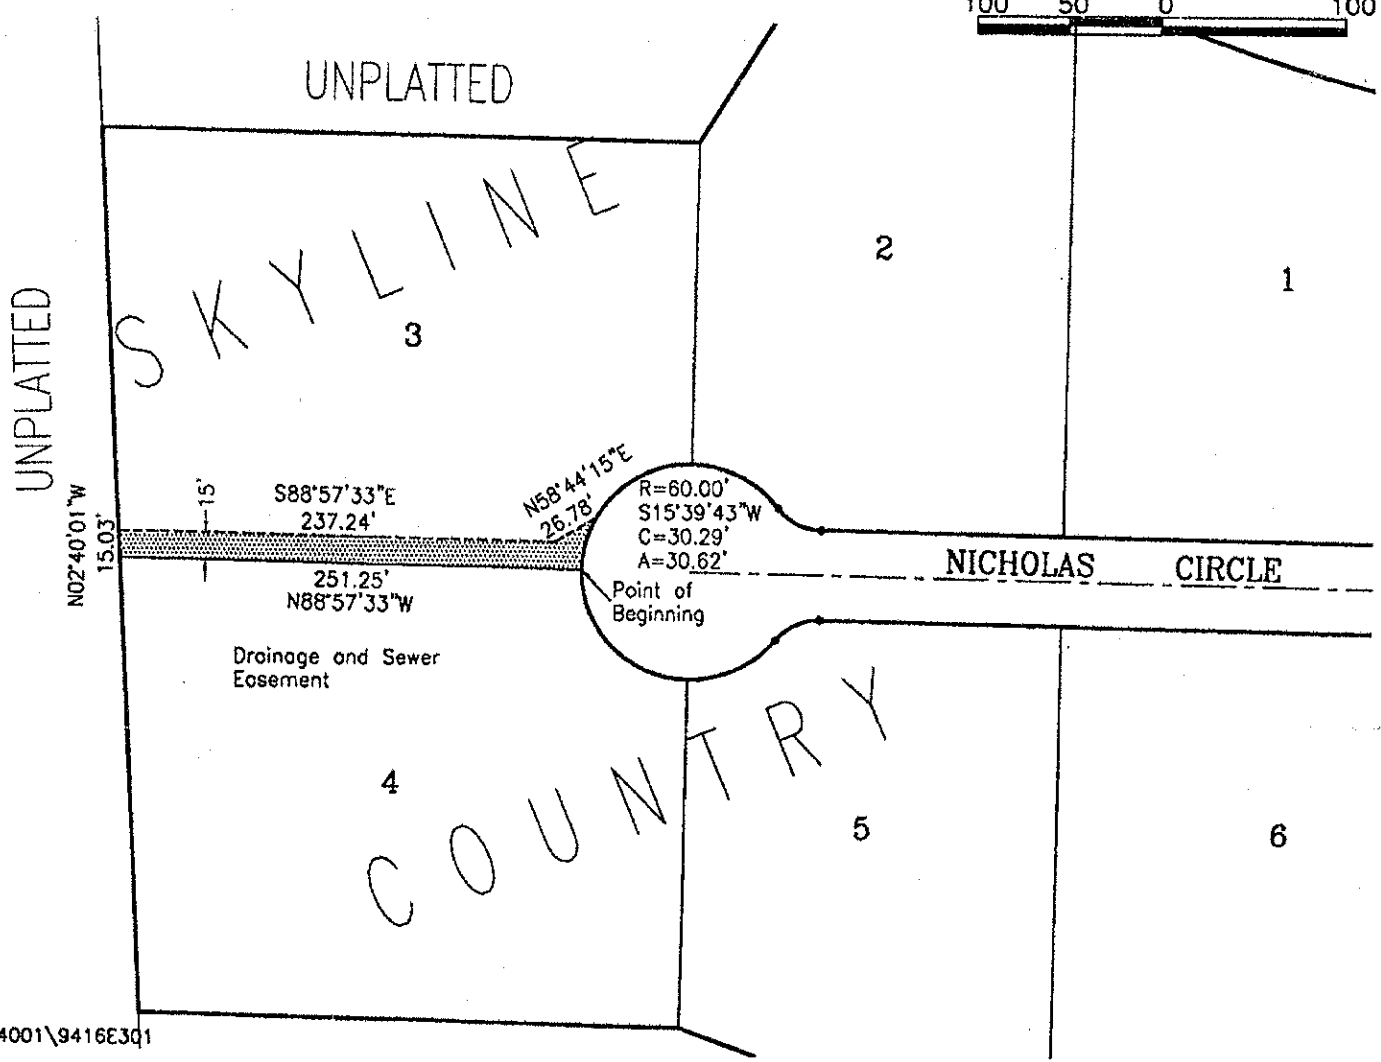 100 50 0 100
UNPLATTED
SKYLINE
2
1
3
UNPLATTED
N58°44'15"E
26.78'
R=60.00'
S15°39'43"W
C=30.29'
A=30.62'
15'
S88°57'33"E
237.24'
N02°40'01"W
15.03'
NICHOLAS CIRCLE
251.25'
N88°57'33"W
Point of
Beginning
Drainage and Sewer
Easement
COUNTRY
4
5
6
4001\9416E301